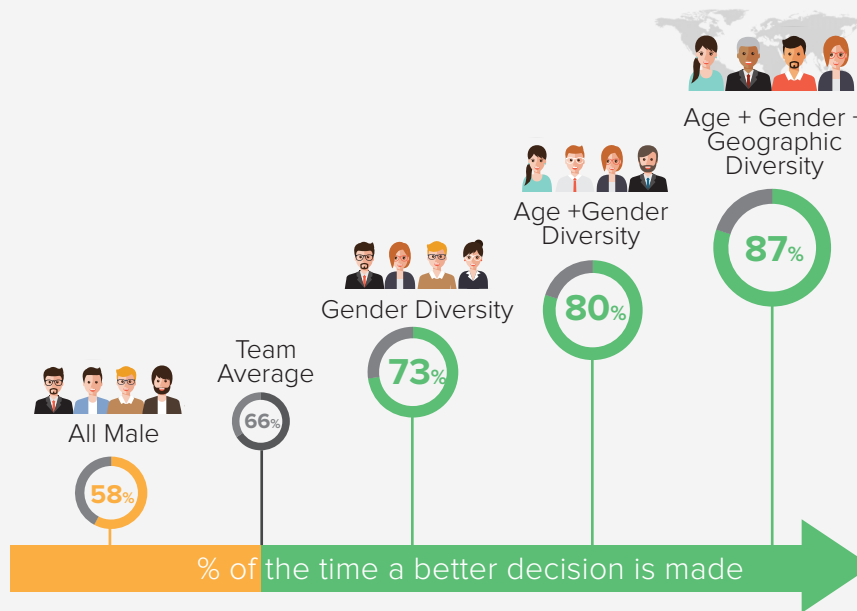 All Male
58%
Team
Average
66%
Gender Diversity
73%
Age +Gender
Diversity
80%
Age + Gender +
Geographic
Diversity
87%
% of the time a better decision is made